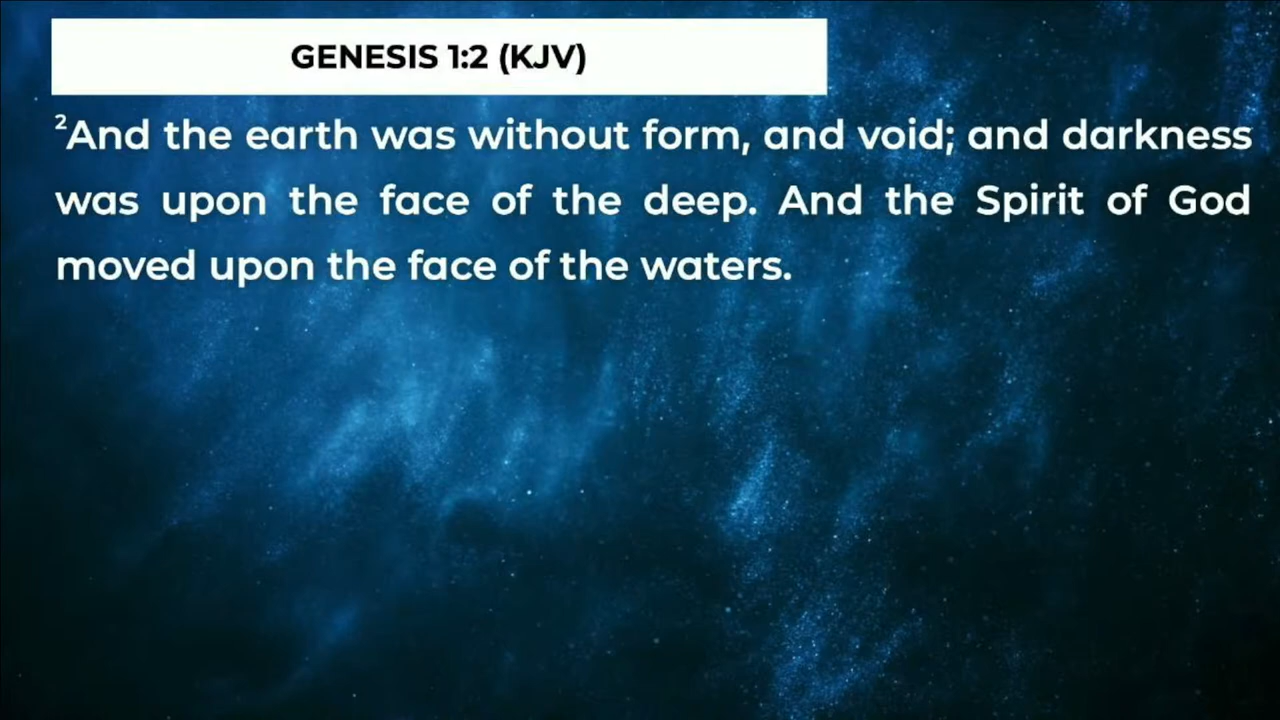 GENESIS 1:2 (KJV)
²And the earth was without form, and void; and darkness
was upon the face of the deep. And the Spirit of God
moved upon the face of the waters.